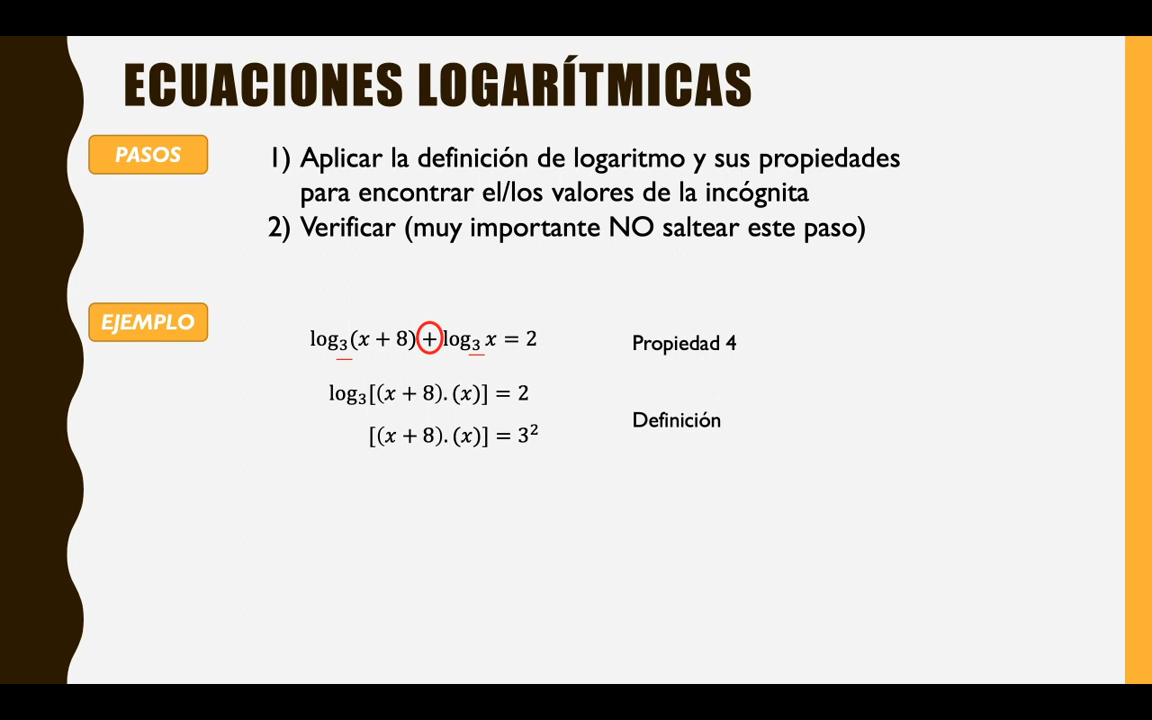 ECUACIONES LOGARÍTMICAS
PASOS
1) Aplicar la definición de logaritmo y sus propiedades
para encontrar el/los valores de la incógnita
2) Verificar (muy importante NO saltear este paso)
EJEMPLO
log₃(x + 8) + log₃ x = 2
Propiedad 4
log₃[(x + 8). (x)] = 2
Definición
[(x + 8). (x)] = 3²